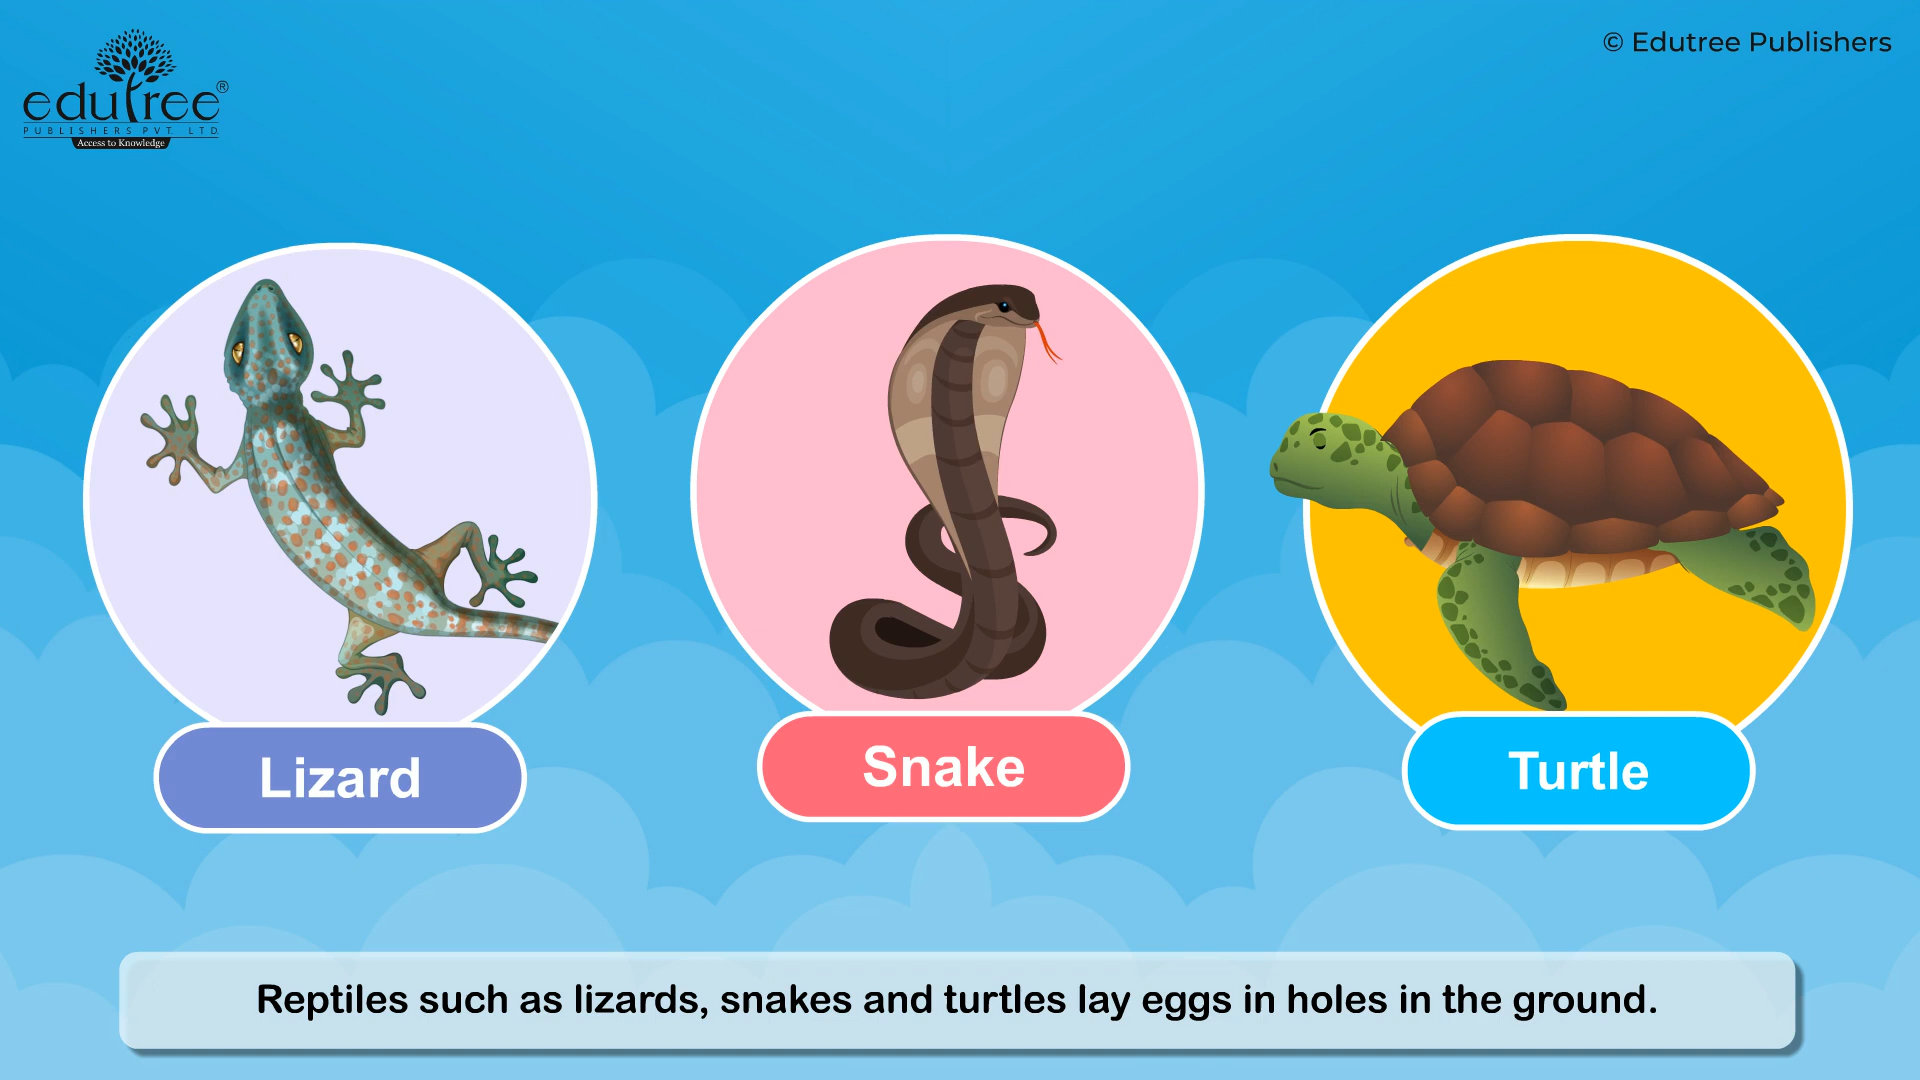 edutree®
PUBLISHERS PVT. LTD.
Access to Knowledge
© Edutree Publishers
Lizard
Snake
Turtle
Reptiles such as lizards, snakes and turtles lay eggs in holes in the ground.